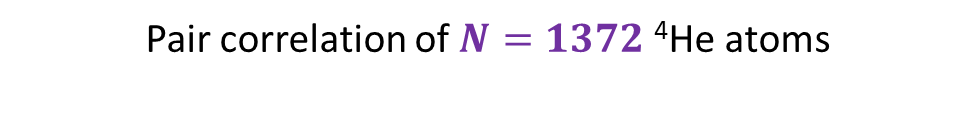 Pair correlation of N = 1372 ⁴He atoms